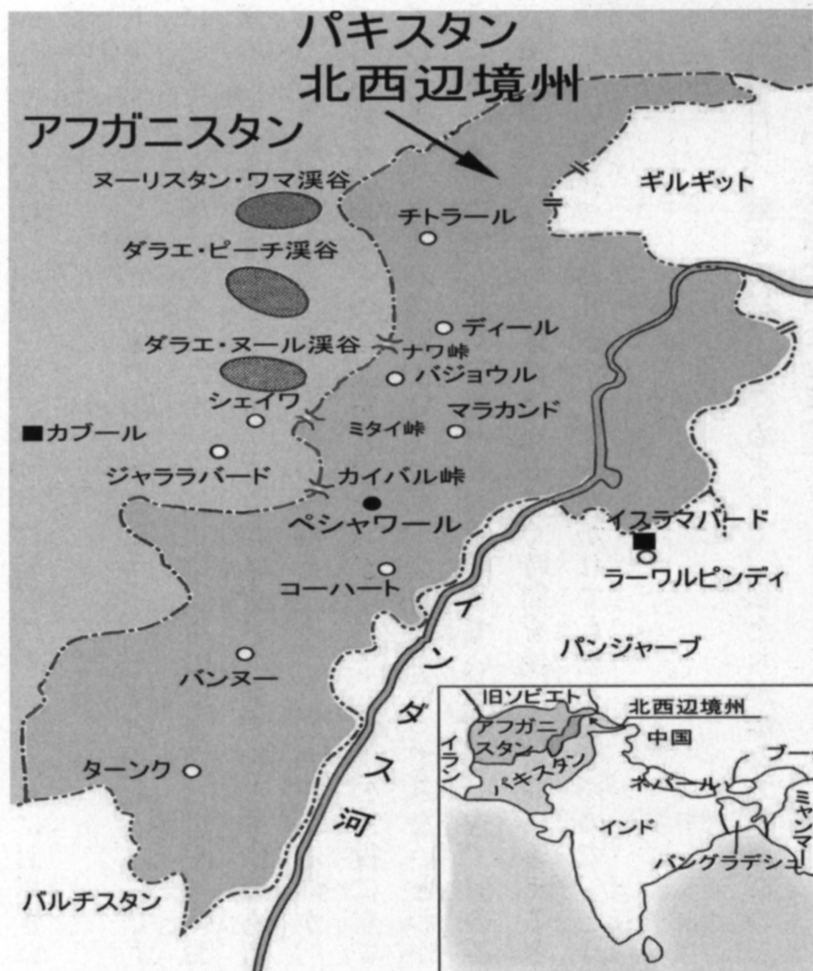 パキスタン
北西辺境州
アフガニスタン
ヌーリスタン・ワマ渓谷
ギルギット
チトラール
ダラエ・ピーチ渓谷
ディール
ダラエ・ヌール渓谷
ナワ峠
バジョウル
シェイワ
ミタイ峠
マラカンド
カブール
ジャララバード
カイバル峠
ペシャワール
イスラマバード
コーハート
ラーワルピンディ
インダス河
パンジャーブ
バンヌー
ターンク
バルチスタン
旧ソビエト
北西辺境州
アフガニ
スタン
中国
イラン
パキスタン
ネパール
ブー
ミャンマー
インド
バングラデシュ